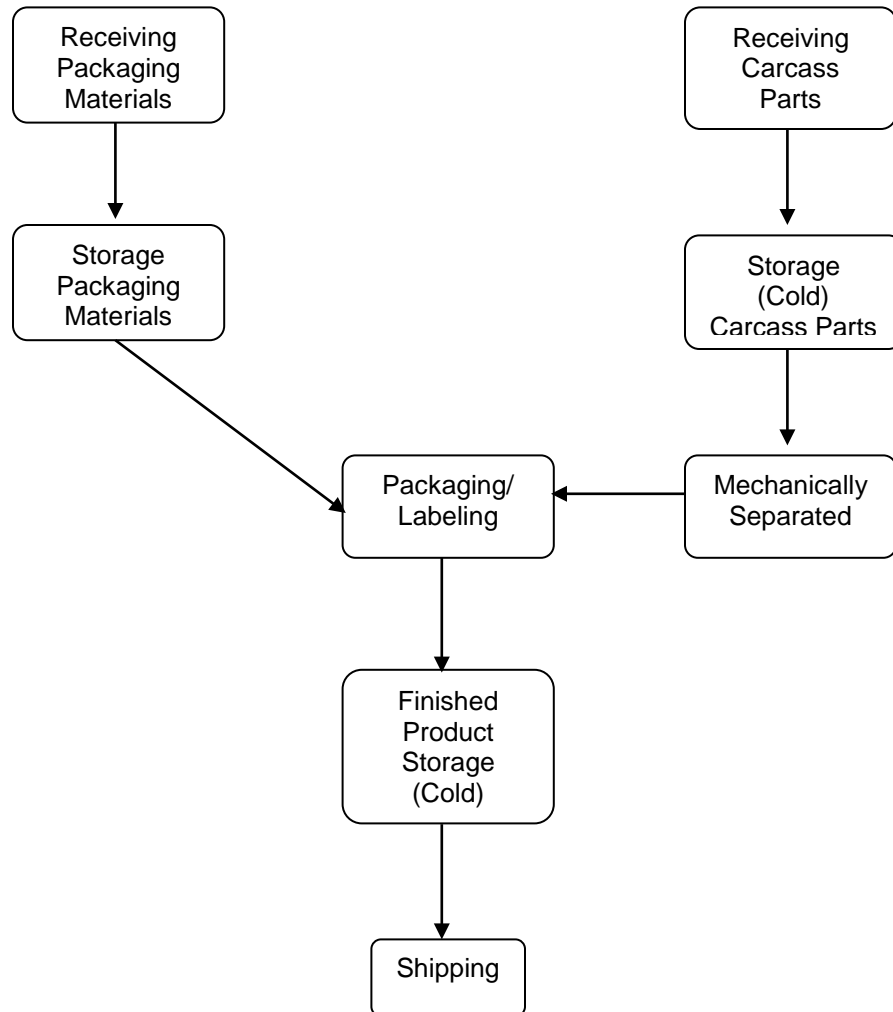 Receiving
Packaging
Materials
Receiving
Carcass
Parts
Storage
Packaging
Materials
Storage
(Cold)
Carcass Parts
Packaging/
Labeling
Mechanically
Separated
Finished
Product
Storage
(Cold)
Shipping